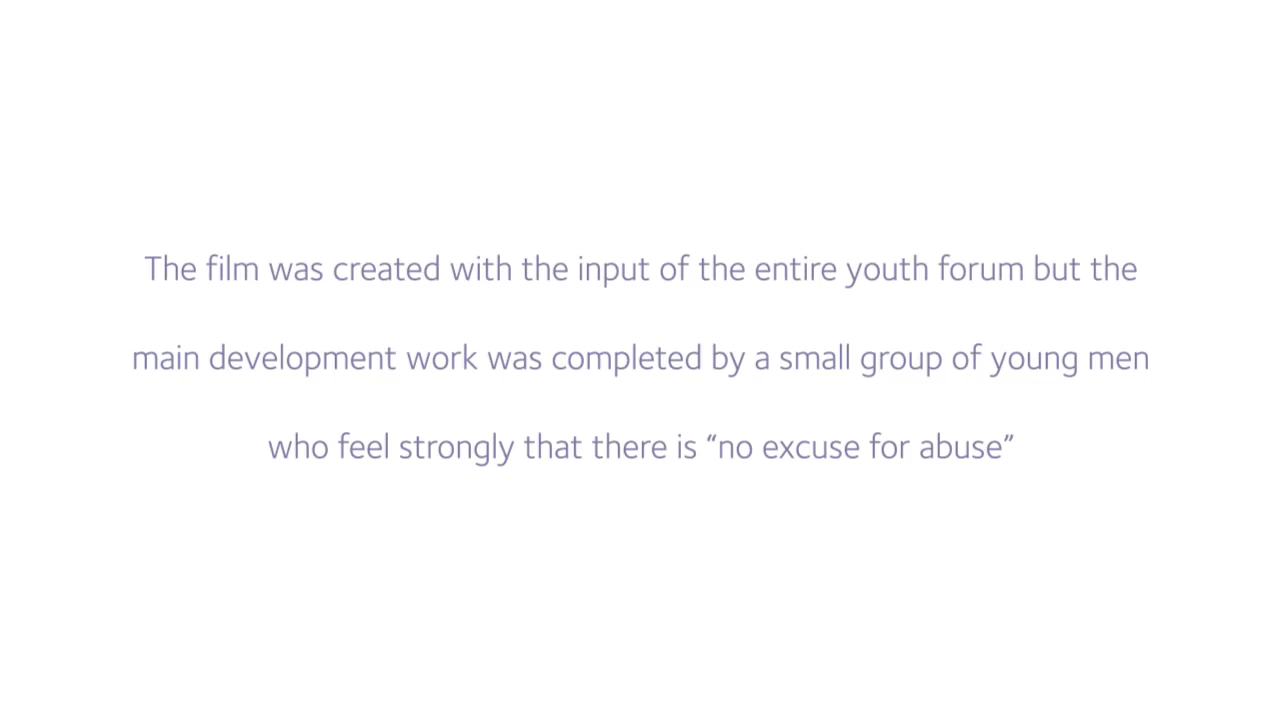 The film was created with the input of the entire youth forum but the
main development work was completed by a small group of young men
who feel strongly that there is “no excuse for abuse”